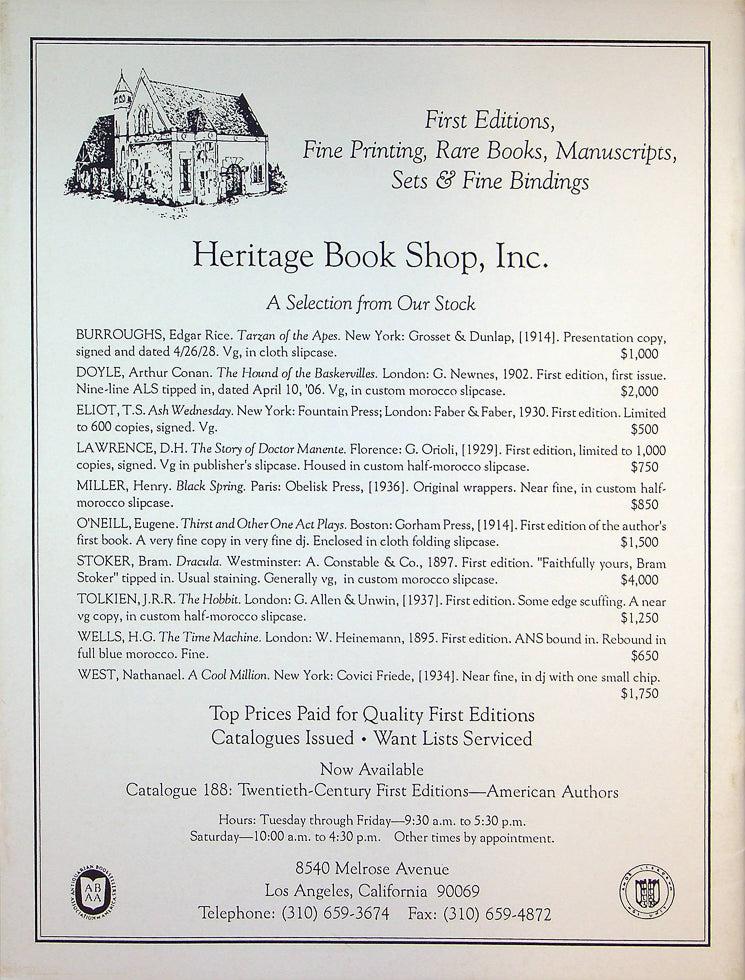 First Editions,
Fine Printing, Rare Books, Manuscripts,
Sets & Fine Bindings
Heritage Book Shop, Inc.
A Selection from Our Stock
BURROUGHS, Edgar Rice. Tarzan of the Apes. New York: Grosset & Dunlap, [1914]. Presentation copy,
signed and dated 4/26/28. Vg, in cloth slipcase. $1,000
DOYLE, Arthur Conan. The Hound of the Baskervilles. London: G. Newnes, 1902. First edition, first issue.
Nine-line ALS tipped in, dated April 10, '06. Vg, in custom morocco slipcase. $2,000
ELIOT, T.S. Ash Wednesday. New York: Fountain Press; London: Faber & Faber, 1930. First edition. Limited
to 600 copies, signed. Vg. $500
LAWRENCE, D.H. The Story of Doctor Manente. Florence: G. Orioli, [1929]. First edition, limited to 1,000
copies, signed. Vg in publisher's slipcase. Housed in custom half-morocco slipcase. $750
MILLER, Henry. Black Spring. Paris: Obelisk Press, [1936]. Original wrappers. Near fine, in custom half-
morocco slipcase. $850
O'NEILL, Eugene. Thirst and Other One Act Plays. Boston: Gorham Press, [1914]. First edition of the author's
first book. A very fine copy in very fine dj. Enclosed in cloth folding slipcase. $1,500
STOKER, Bram. Dracula. Westminster: A. Constable & Co., 1897. First edition. "Faithfully yours, Bram
Stoker" tipped in. Usual staining. Generally vg, in custom morocco slipcase. $4,000
TOLKIEN, J.R.R. The Hobbit. London: G. Allen & Unwin, [1937]. First edition. Some edge scuffing. A near
vg copy, in custom half-morocco slipcase. $1,250
WELLS, H.G. The Time Machine. London: W. Heinemann, 1895. First edition. ANS bound in. Rebound in
full blue morocco. Fine. $650
WEST, Nathanael. A Cool Million. New York: Covici Friede, [1934]. Near fine, in dj with one small chip.
$1,750
Top Prices Paid for Quality First Editions
Catalogues Issued • Want Lists Serviced
Now Available
Catalogue 188: Twentieth-Century First Editions—American Authors
Hours: Tuesday through Friday—9:30 a.m. to 5:30 p.m.
Saturday—10:00 a.m. to 4:30 p.m. Other times by appointment.
8540 Melrose Avenue
Los Angeles, California 90069
Telephone: (310) 659-3674 Fax: (310) 659-4872
ANTIQUARIAN BOOKSELLERS ASSOCIATION of AMERICA
AB
AA